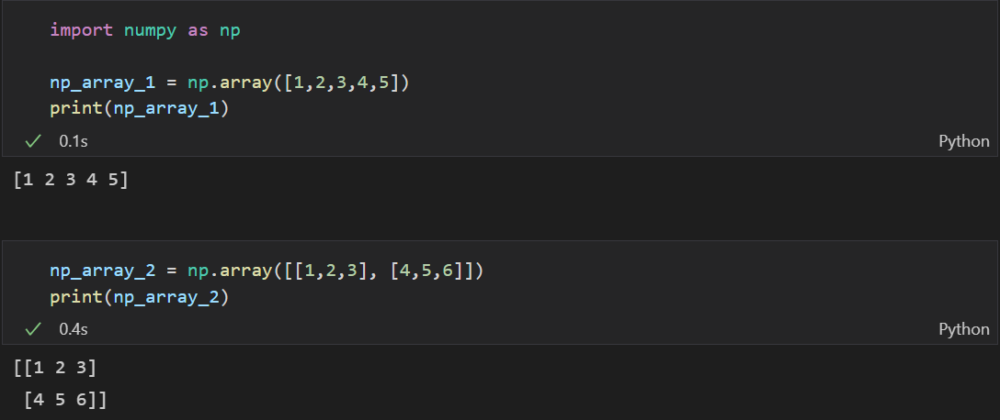 import numpy as np
np_array_1 = np.array([1,2,3,4,5])
print(np_array_1)
0.1s Python
[1 2 3 4 5]
np_array_2 = np.array([[1,2,3], [4,5,6]])
print(np_array_2)
0.4s Python
[[1 2 3]
[4 5 6]]